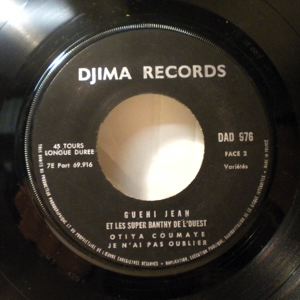 DJIMA RECORDS
45 TOURS
LONGUE DUREE
7E Part 69.916
DAD 576
FACE 2
Variétés
GUEHI JEAN
ET LES SUPER BANTHY DE L'OUEST
OTIYA COUMAYE
JE N'AI PAS OUBLIER